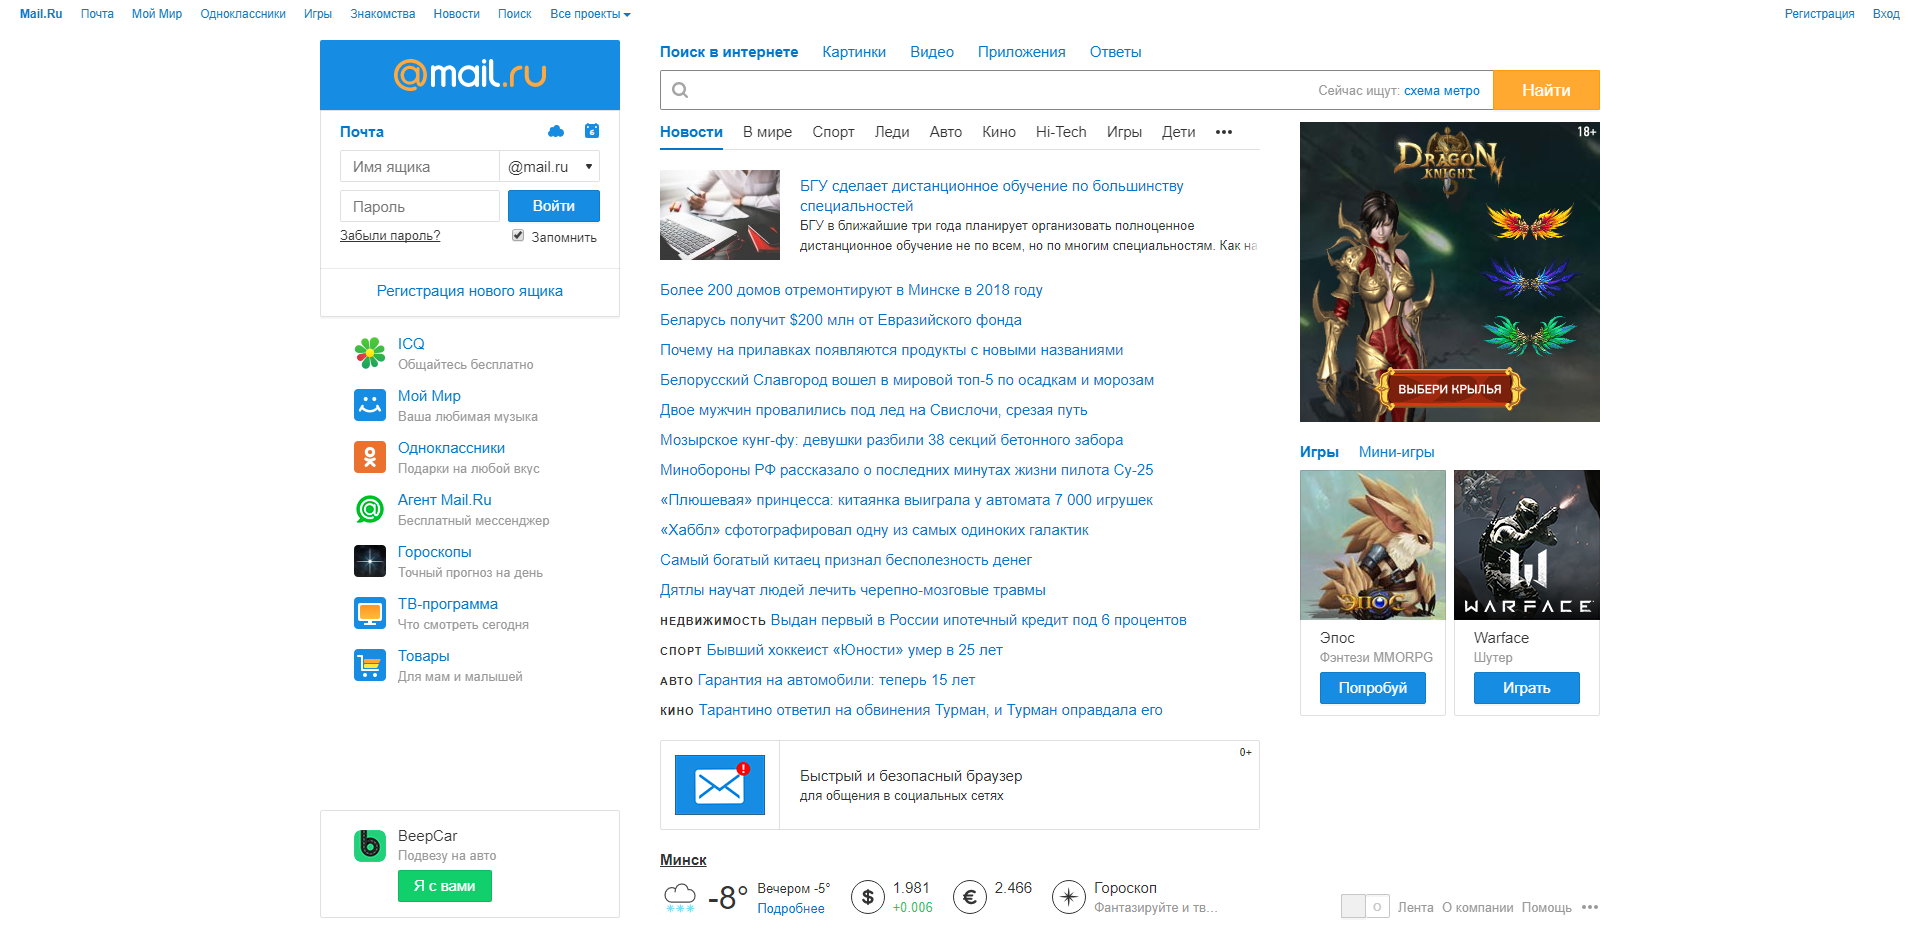 Mail.Ru Почта Мой Мир Одноклассники Игры Знакомства Новости Поиск Все проекты Регистрация Вход
@mail.ru
Почта 6
Имя ящика @mail.ru
Пароль Войти
Забыли пароль? Запомнить
Регистрация нового ящика
ICQ
Общайтесь бесплатно
Мой Мир
Ваша любимая музыка
Одноклассники
Подарки на любой вкус
Агент Mail.Ru
Бесплатный мессенджер
Гороскопы
Точный прогноз на день
ТВ-программа
Что смотреть сегодня
Товары
Для мам и малышей
BeepCar
Подвезу на авто
Я с вами
Поиск в интернете Картинки Видео Приложения Ответы
Сейчас ищут: схема метро Найти
Новости В мире Спорт Леди Авто Кино Hi-Tech Игры Дети •••
БГУ сделает дистанционное обучение по большинству
специальностей
БГУ в ближайшие три года планирует организовать полноценное
дистанционное обучение не по всем, но по многим специальностям. Как на
Более 200 домов отремонтируют в Минске в 2018 году
Беларусь получит $200 млн от Евразийского фонда
Почему на прилавках появляются продукты с новыми названиями
Белорусский Славгород вошел в мировой топ-5 по осадкам и морозам
Двое мужчин провалились под лед на Свислочи, срезая путь
Мозырское кунг-фу: девушки разбили 38 секций бетонного забора
Минобороны РФ рассказало о последних минутах жизни пилота Су-25
«Плюшевая» принцесса: китаянка выиграла у автомата 7 000 игрушек
«Хаббл» сфотографировал одну из самых одиноких галактик
Самый богатый китаец признал бесполезность денег
Дятлы научат людей лечить черепно-мозговые травмы
НЕДВИЖИМОСТЬ Выдан первый в России ипотечный кредит под 6 процентов
СПОРТ Бывший хоккеист «Юности» умер в 25 лет
АВТО Гарантия на автомобили: теперь 15 лет
КИНО Тарантино ответил на обвинения Турман, и Турман оправдала его
0+
Быстрый и безопасный браузер
для общения в социальных сетях
Минск
-8° Вечером -5° $ 1.981 € 2.466 Гороскоп
Подробнее +0.006 Фантазируйте и тв…
18+
DRAGON
KNIGHT
ВЫБЕРИ КРЫЛЬЯ
Игры Мини-игры
ЭПОС
WARFACE
Эпос Warface
Фэнтези MMORPG Шутер
Попробуй Играть
Лента О компании Помощь •••